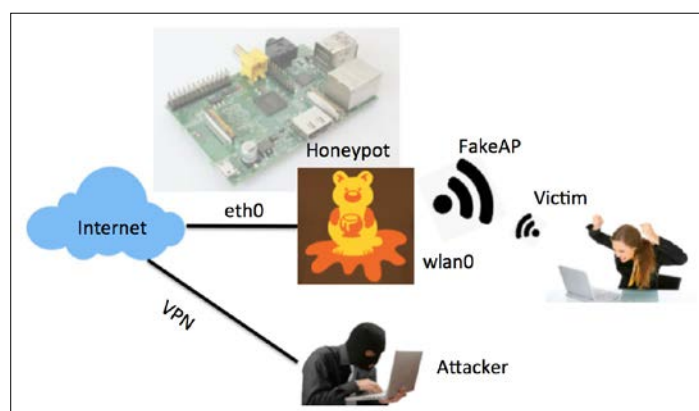 Honeypot
FakeAP
Victim
eth0
Internet
wlan0
VPN
Attacker